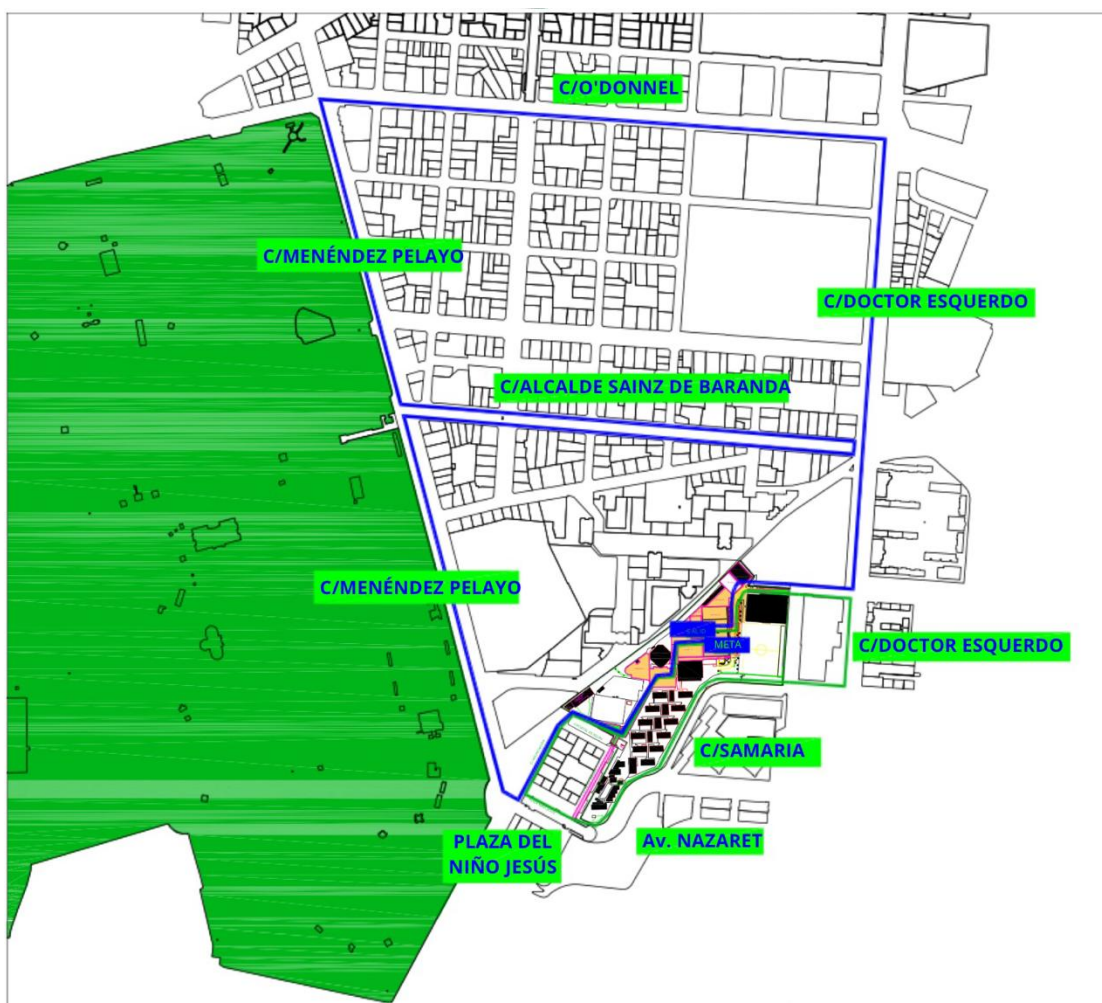 C/O'DONNEL
C/MENÉNDEZ PELAYO
C/DOCTOR ESQUERDO
C/ALCALDE SAINZ DE BARANDA
C/MENÉNDEZ PELAYO
META
C/DOCTOR ESQUERDO
C/SAMARIA
PLAZA DEL
NIÑO JESÚS
Av. NAZARET